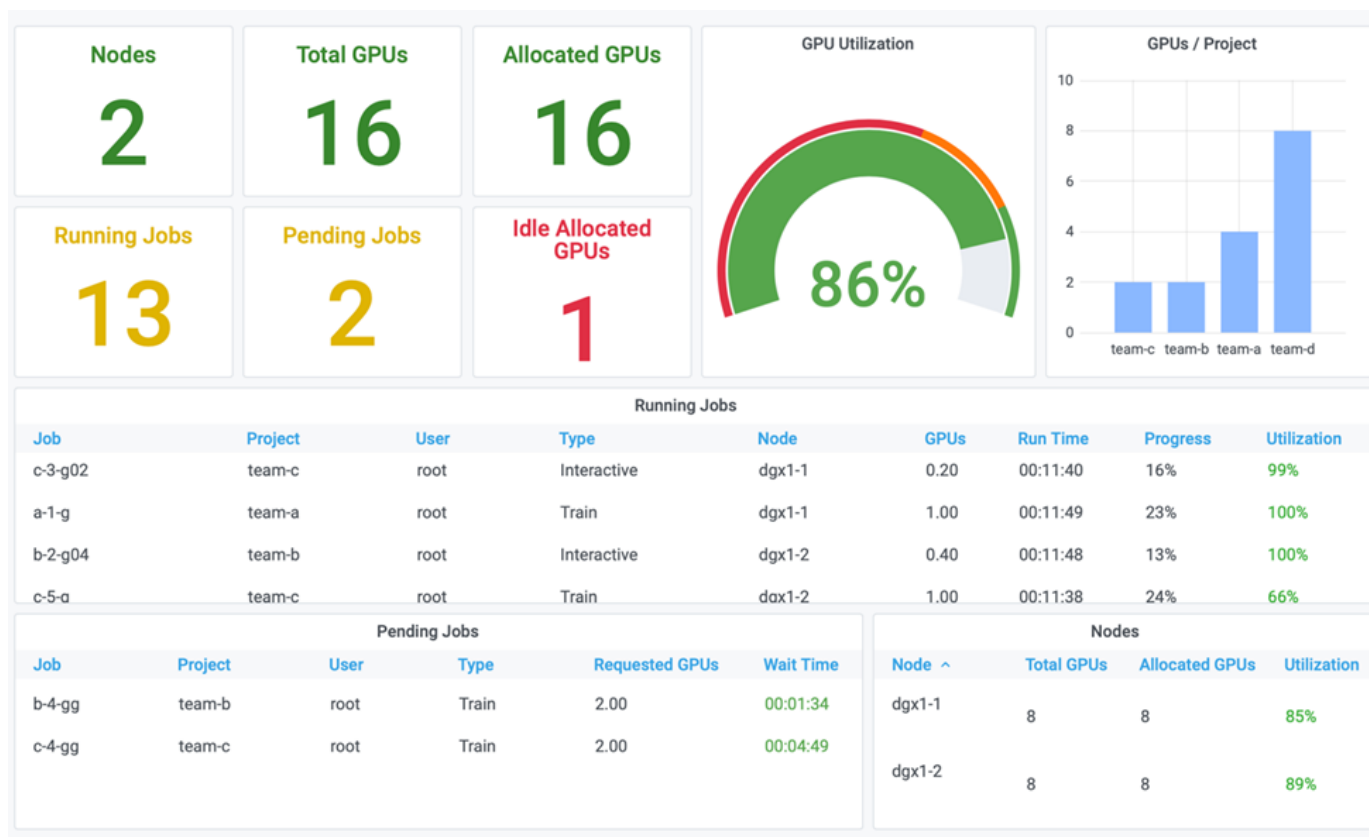 Nodes
2
Total GPUs
16
Allocated GPUs
16
Running Jobs
13
Pending Jobs
2
Idle Allocated
GPUs
1
GPU Utilization
86%
GPUs / Project
10
8
6
4
2
0
team-c team-b team-a team-d
Running Jobs
Job Project User Type Node GPUs Run Time Progress Utilization
c-3-g02 team-c root Interactive dgx1-1 0.20 00:11:40 16% 99%
a-1-g team-a root Train dgx1-1 1.00 00:11:49 23% 100%
b-2-g04 team-b root Interactive dgx1-2 0.40 00:11:48 13% 100%
c-5-g team-c root Train dgx1-2 1.00 00:11:38 24% 66%
Pending Jobs
Job Project User Type Requested GPUs Wait Time
b-4-gg team-b root Train 2.00 00:01:34
c-4-gg team-c root Train 2.00 00:04:49
Nodes
Node Total GPUs Allocated GPUs Utilization
dgx1-1 8 8 85%
dgx1-2 8 8 89%